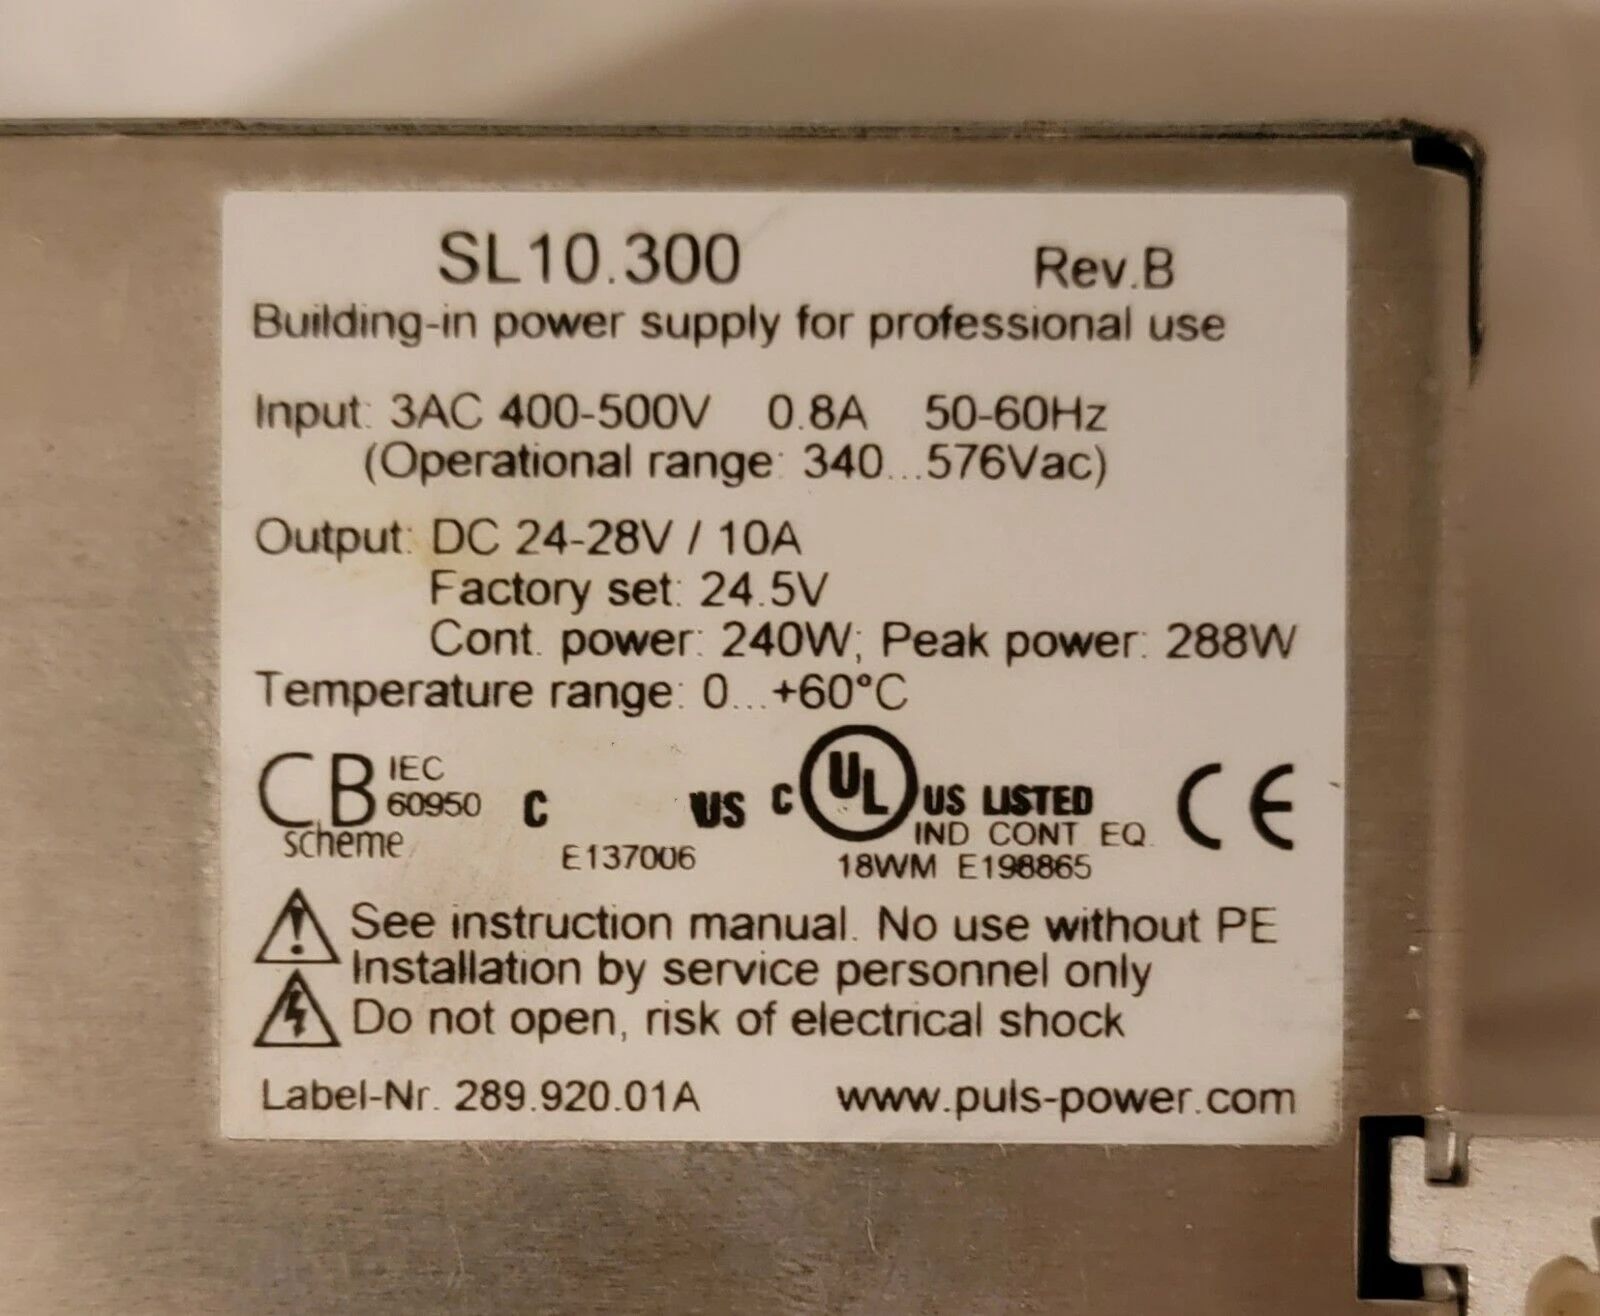 SL10.300 Rev.B
Building-in power supply for professional use
Input: 3AC 400-500V 0.8A 50-60Hz
(Operational range: 340...576Vac)
Output: DC 24-28V / 10A
Factory set: 24.5V
Cont. power: 240W; Peak power: 288W
Temperature range: 0...+60°C
CB IEC
60950
scheme
C US
E137006
C UL US LISTED
IND. CONT. EQ.
18WM E198865
CE
See instruction manual. No use without PE
Installation by service personnel only
Do not open, risk of electrical shock
Label-Nr. 289.920.01A www.puls-power.com